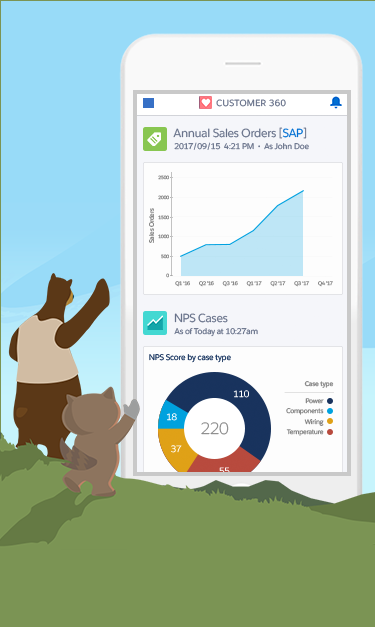 CUSTOMER 360
Annual Sales Orders [SAP]
2017/09/15 4:21 PM • As John Doe
Sales Orders
2500
2000
1500
1000
500
0
Q1 '16 Q2 '16 Q3 '16 Q1 '17 Q2 '17 Q3 '17 Q4 '17
NPS Cases
As of Today at 10:27am
NPS Score by case type
110
18
220
37
55
Case type
Power
Components
Wiring
Temperature